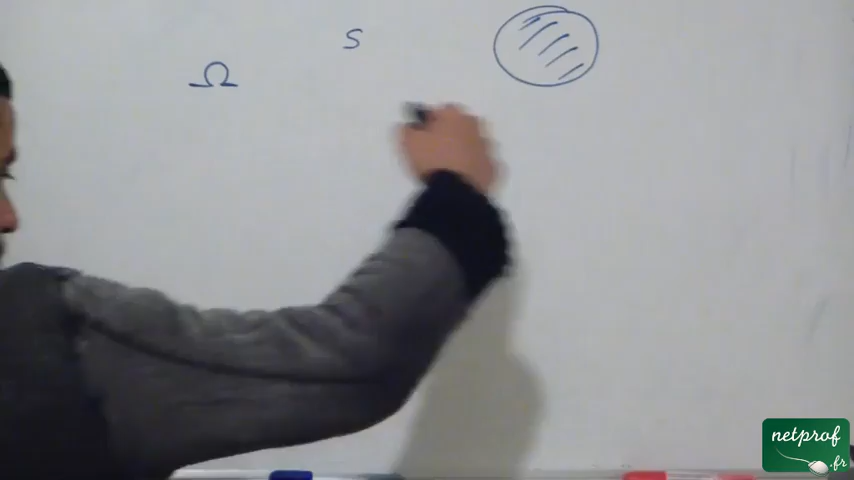 Ω s
netprof
.fr